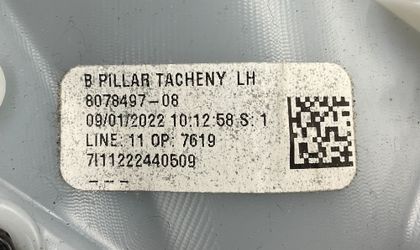 B PILLAR TACHENY LH
8078497-08
09/01/2022 10:12:58 S: 1
LINE: 11 OP: 7619
7I11222440509
– – –